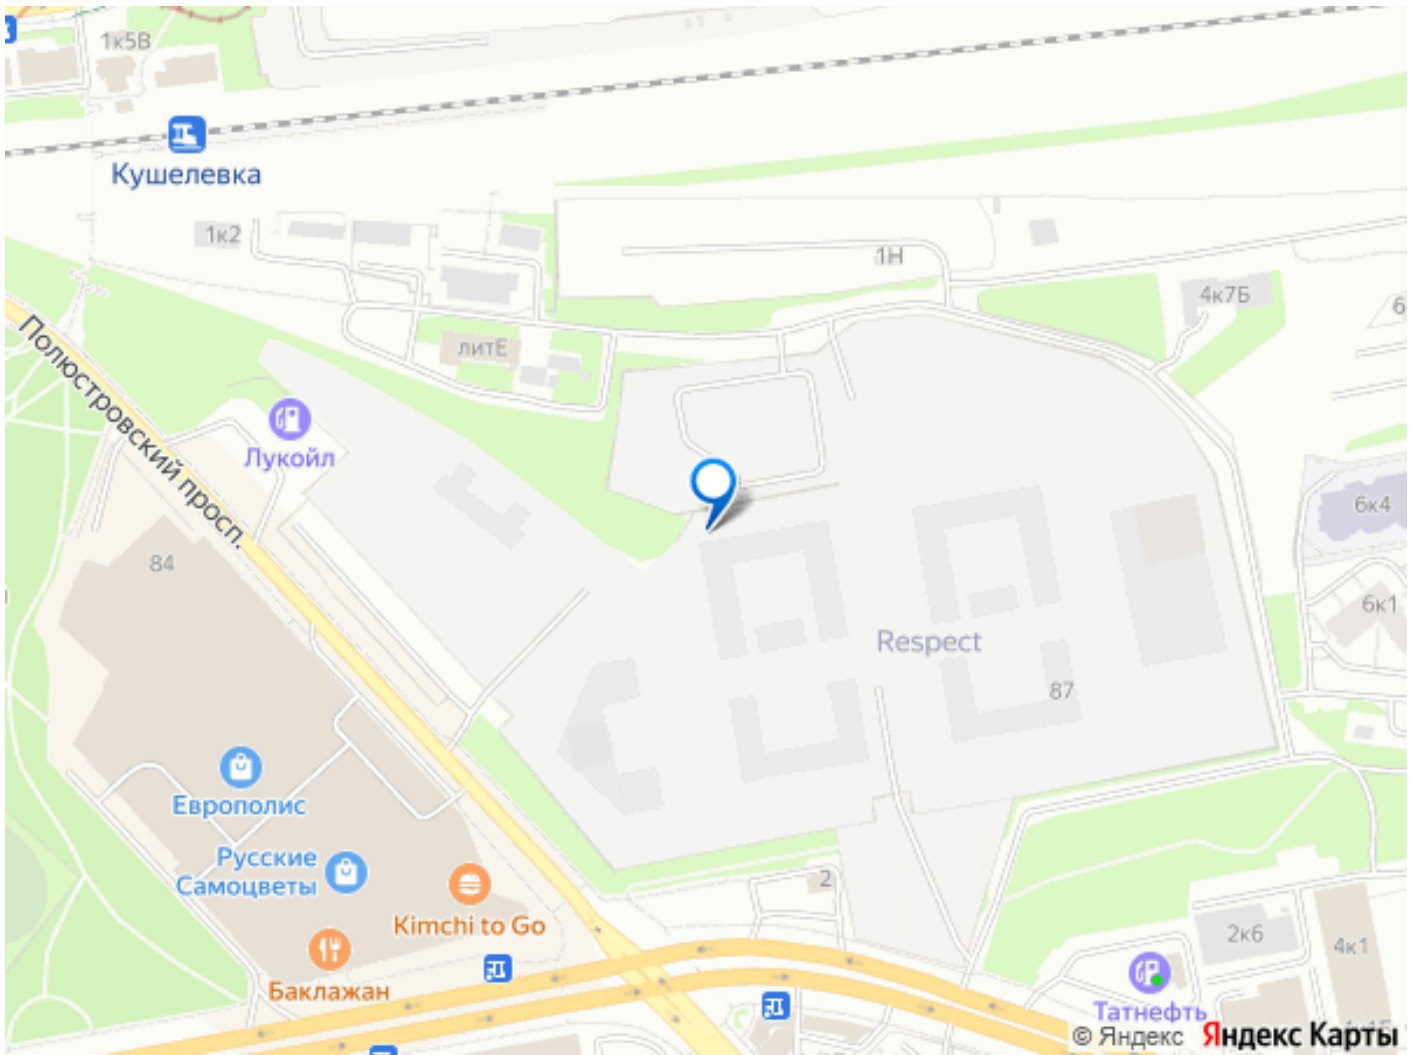 1к5В
Кушелевка
1к2
1Н
4к7Б
6
литЕ
Полюстровский просп.
Лукойл
6к4
84
6к1
Respect
87
Европолис
Русские
Самоцветы
2
Kimchi to Go
2к6
4к1
Баклажан
Татнефть
© Яндекс
Яндекс Карты